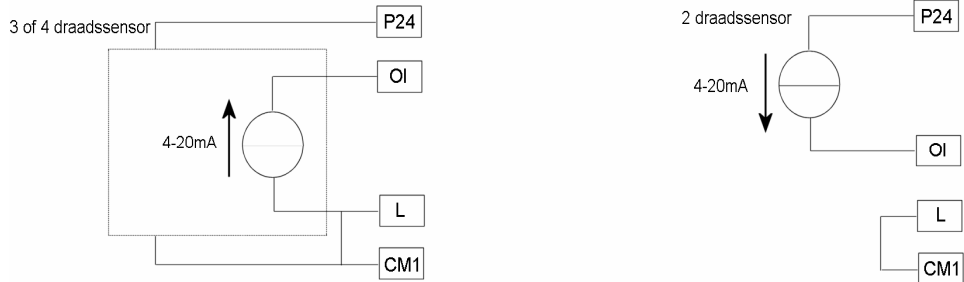 3 of 4 draadssensor
P24
OI
4-20mA
L
CM1
2 draadssensor
P24
4-20mA
OI
L
CM1